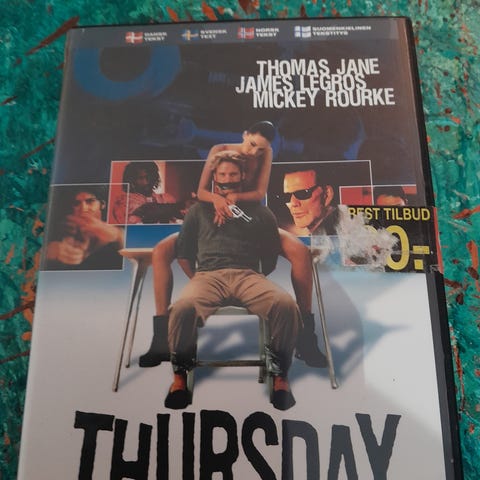 DANSK TEKST
SVENSK TEXT
NORSK TEKST
SUOMENKIELINEN TEKSTITYS
THOMAS JANE
JAMES LEGROS
MICKEY ROURKE
BEST TILBUD
THURSDAY